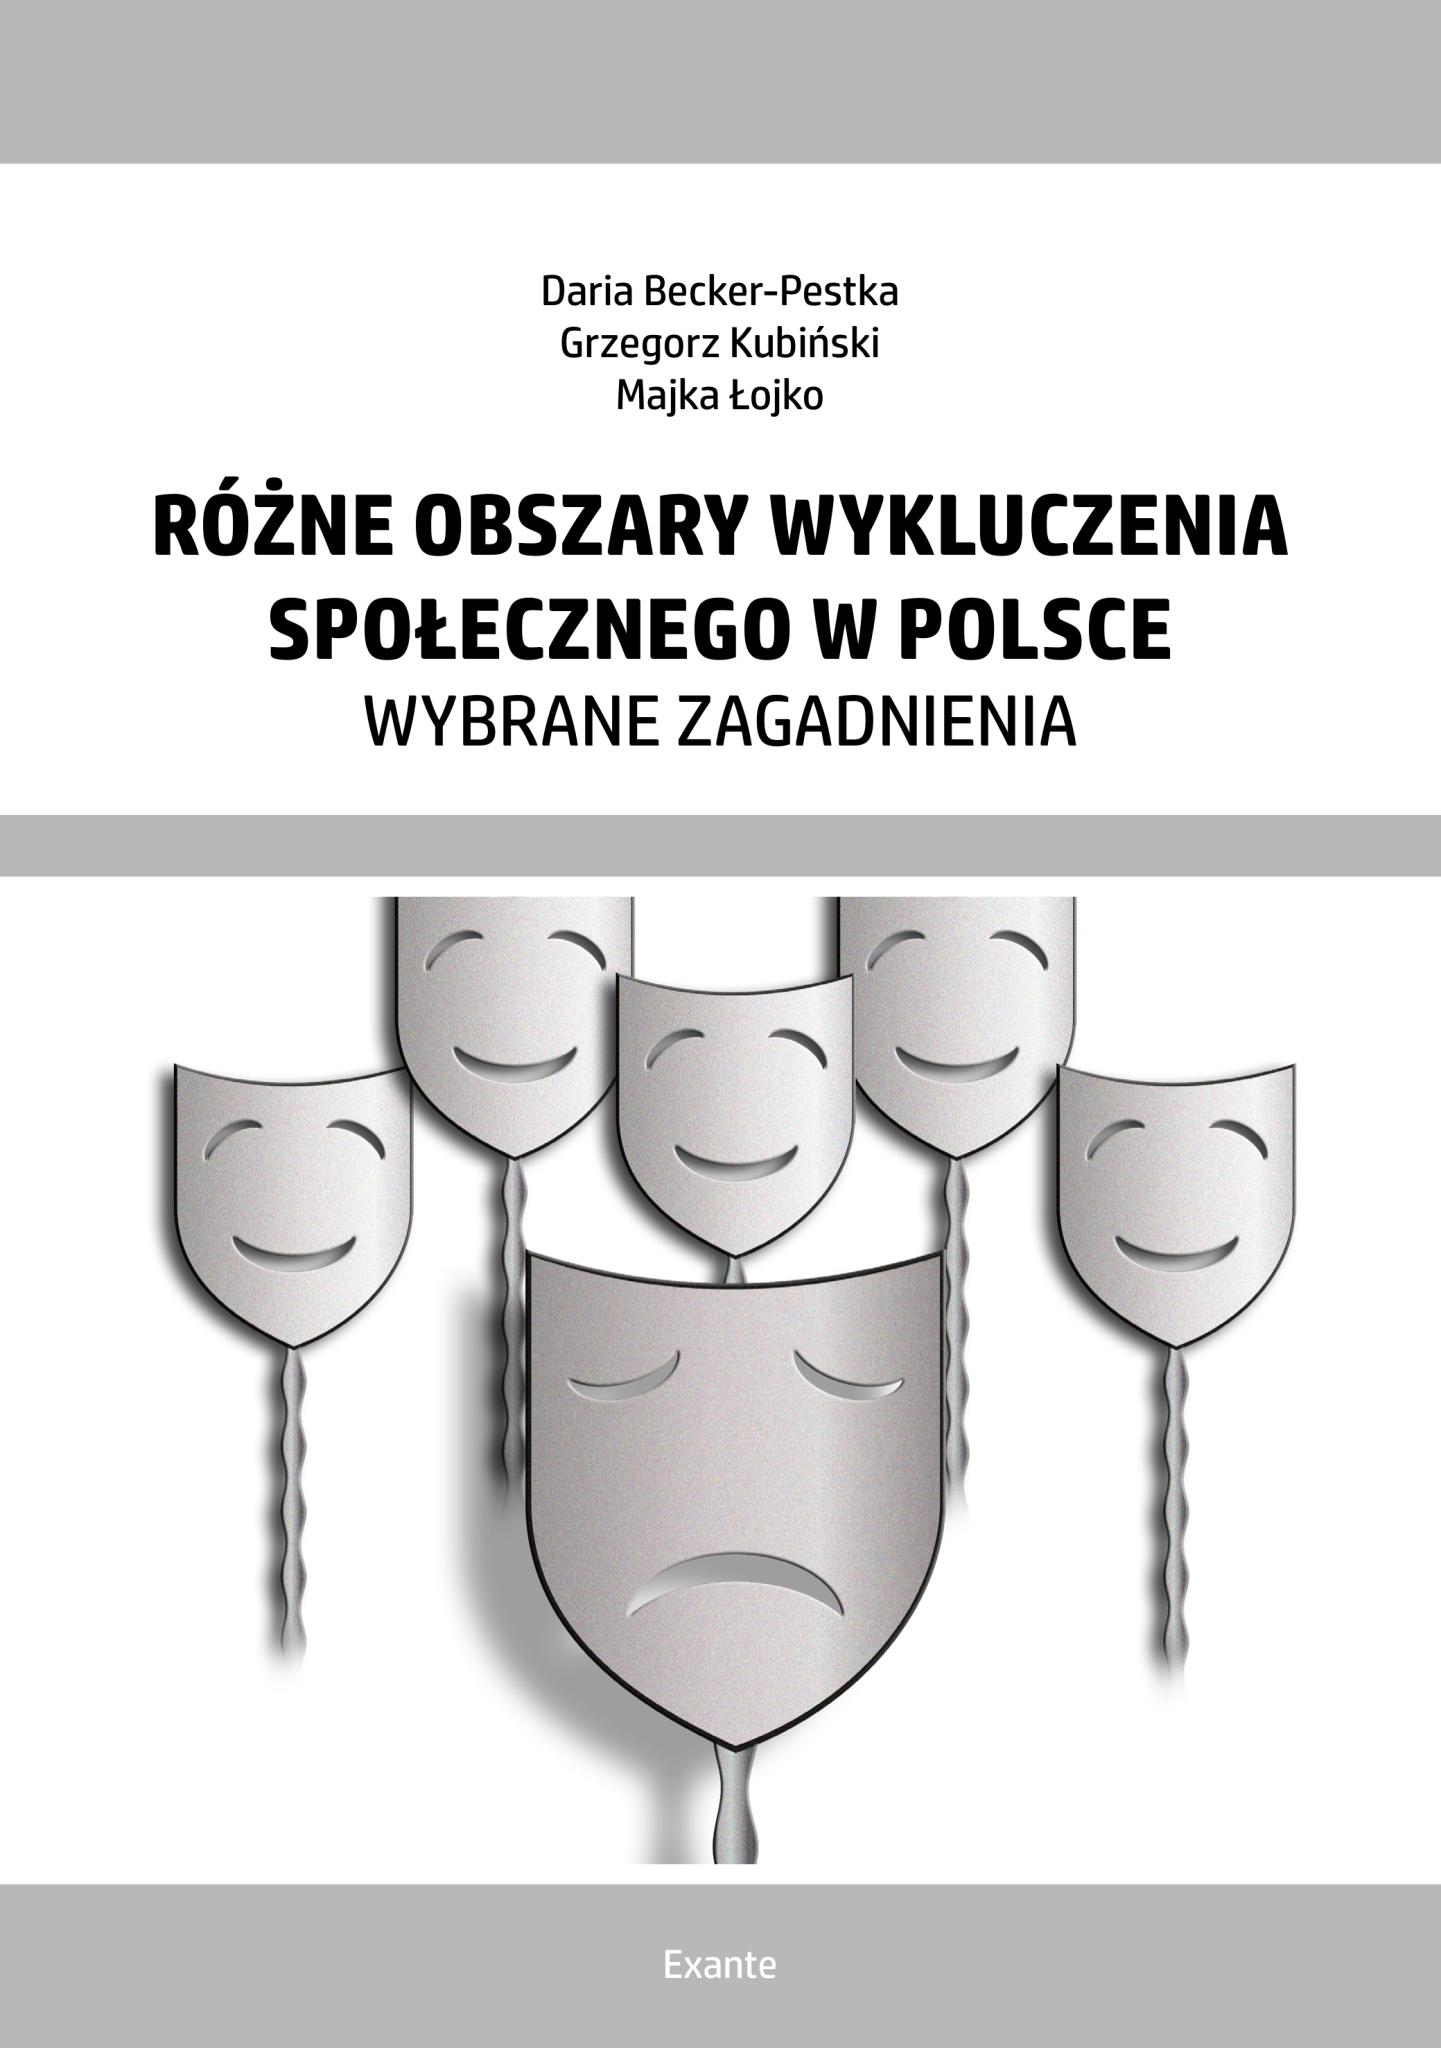 Daria Becker-Pestka
Grzegorz Kubiński
Majka Łojko
RÓŻNE OBSZARY WYKLUCZENIA
SPOŁECZNEGO W POLSCE
WYBRANE ZAGADNIENIA
Exante